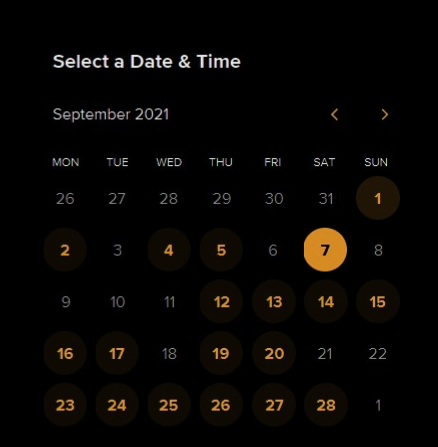 Select a Date & Time
September 2021
MON TUE WED THU FRI SAT SUN
26 27 28 29 30 31 1
2 3 4 5 6 7 8
9 10 11 12 13 14 15
16 17 18 19 20 21 22
23 24 25 26 27 28 1